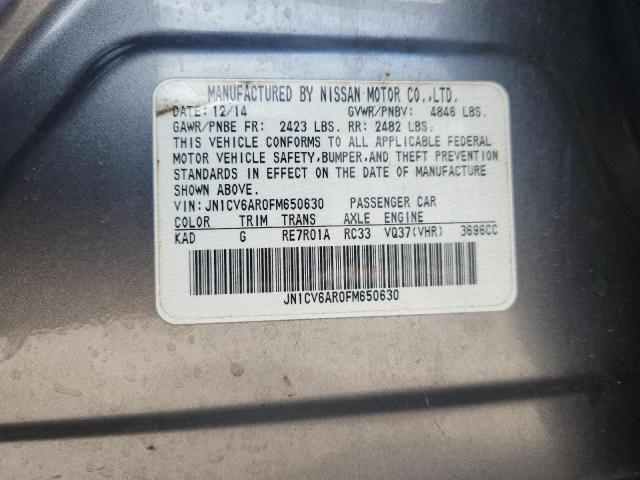 MANUFACTURED BY NISSAN MOTOR CO.,LTD.
DATE: 12/14 GVWR/PNBV: 4846 LBS.
GAWR/PNBE FR: 2423 LBS. RR: 2482 LBS.
THIS VEHICLE CONFORMS TO ALL APPLICABLE FEDERAL
MOTOR VEHICLE SAFETY,BUMPER,AND THEFT PREVENTION
STANDARDS IN EFFECT ON THE DATE OF MANUFACTURE
SHOWN ABOVE.
VIN:JN1CV6AR0FM650630 PASSENGER CAR
COLOR TRIM TRANS AXLE ENGINE
KAD G RE7R01A RC33 VQ37(VHR) 3696CC
JN1CV6AR0FM650630